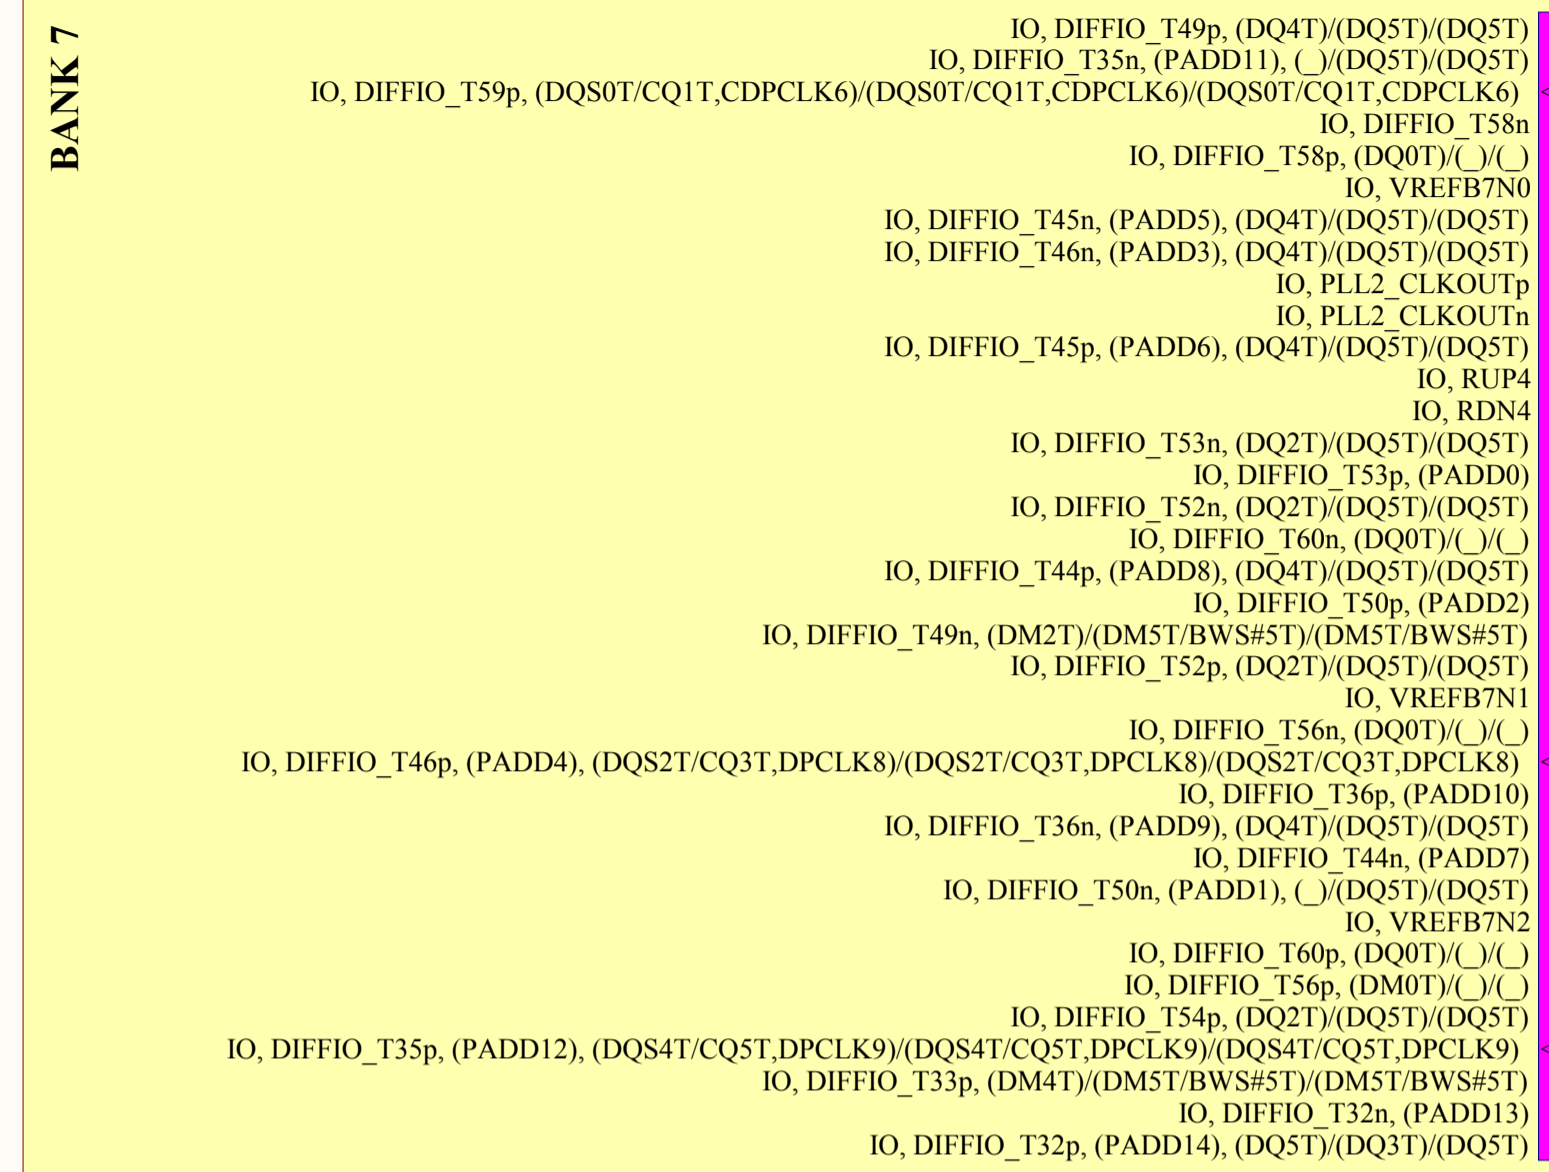 BANK 7
IO, DIFFIO_T49p, (DQ4T)/(DQ5T)/(DQ5T)
IO, DIFFIO_T35n, (PADD11), (_)/(DQ5T)/(DQ5T)
IO, DIFFIO_T59p, (DQS0T/CQ1T,CDPCLK6)/(DQS0T/CQ1T,CDPCLK6)/(DQS0T/CQ1T,CDPCLK6)
IO, DIFFIO_T58n
IO, DIFFIO_T58p, (DQ0T)/(_)/(_)
IO, VREFB7N0
IO, DIFFIO_T45n, (PADD5), (DQ4T)/(DQ5T)/(DQ5T)
IO, DIFFIO_T46n, (PADD3), (DQ4T)/(DQ5T)/(DQ5T)
IO, PLL2_CLKOUTp
IO, PLL2_CLKOUTn
IO, DIFFIO_T45p, (PADD6), (DQ4T)/(DQ5T)/(DQ5T)
IO, RUP4
IO, RDN4
IO, DIFFIO_T53n, (DQ2T)/(DQ5T)/(DQ5T)
IO, DIFFIO_T53p, (PADD0)
IO, DIFFIO_T52n, (DQ2T)/(DQ5T)/(DQ5T)
IO, DIFFIO_T60n, (DQ0T)/(_)/(_)
IO, DIFFIO_T44p, (PADD8), (DQ4T)/(DQ5T)/(DQ5T)
IO, DIFFIO_T50p, (PADD2)
IO, DIFFIO_T49n, (DM2T)/(DM5T/BWS#5T)/(DM5T/BWS#5T)
IO, DIFFIO_T52p, (DQ2T)/(DQ5T)/(DQ5T)
IO, VREFB7N1
IO, DIFFIO_T56n, (DQ0T)/(_)/(_)
IO, DIFFIO_T46p, (PADD4), (DQS2T/CQ3T,DPCLK8)/(DQS2T/CQ3T,DPCLK8)/(DQS2T/CQ3T,DPCLK8)
IO, DIFFIO_T36p, (PADD10)
IO, DIFFIO_T36n, (PADD9), (DQ4T)/(DQ5T)/(DQ5T)
IO, DIFFIO_T44n, (PADD7)
IO, DIFFIO_T50n, (PADD1), (_)/(DQ5T)/(DQ5T)
IO, VREFB7N2
IO, DIFFIO_T60p, (DQ0T)/(_)/(_)
IO, DIFFIO_T56p, (DM0T)/(_)/(_)
IO, DIFFIO_T54p, (DQ2T)/(DQ5T)/(DQ5T)
IO, DIFFIO_T35p, (PADD12), (DQS4T/CQ5T,DPCLK9)/(DQS4T/CQ5T,DPCLK9)/(DQS4T/CQ5T,DPCLK9)
IO, DIFFIO_T33p, (DM4T)/(DM5T/BWS#5T)/(DM5T/BWS#5T)
IO, DIFFIO_T32n, (PADD13)
IO, DIFFIO_T32p, (PADD14), (DQ5T)/(DQ3T)/(DQ5T)